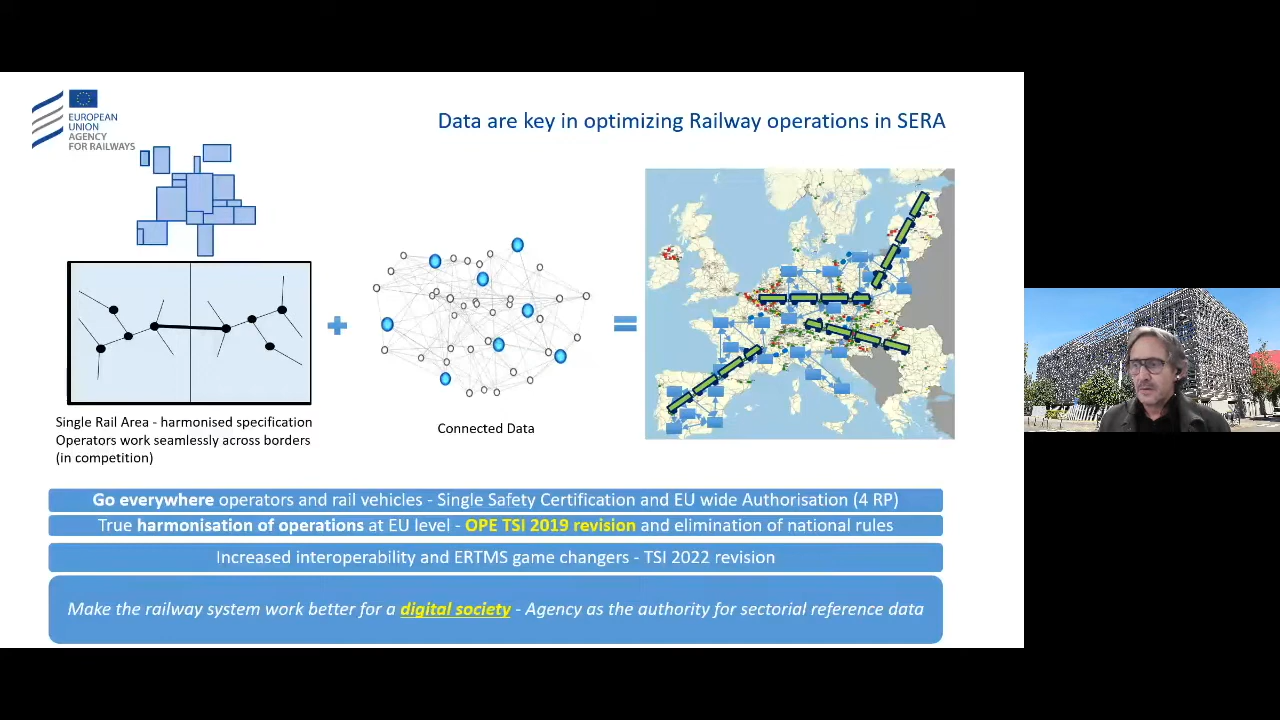 EUROPEAN
UNION
AGENCY
FOR RAILWAYS
Data are key in optimizing Railway operations in SERA
Single Rail Area - harmonised specification
Operators work seamlessly across borders
(in competition)
Connected Data
Go everywhere operators and rail vehicles - Single Safety Certification and EU wide Authorisation (4 RP)
True harmonisation of operations at EU level - OPE TSI 2019 revision and elimination of national rules
Increased interoperability and ERTMS game changers - TSI 2022 revision
Make the railway system work better for a digital society - Agency as the authority for sectorial reference data